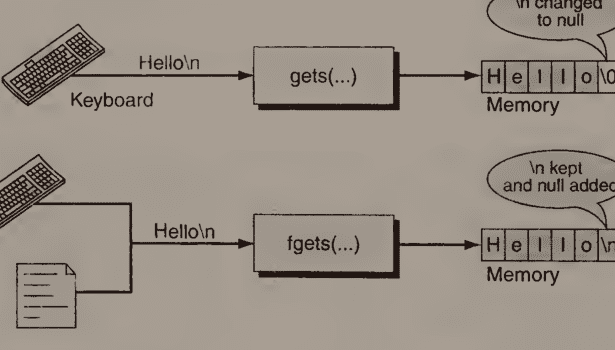 \n changed
to null
Hello\n
gets(...)
Keyboard
H e l l o \0
Memory
\n kept
and null added
Hello\n
fgets(...)
H e l l o \n
Memory